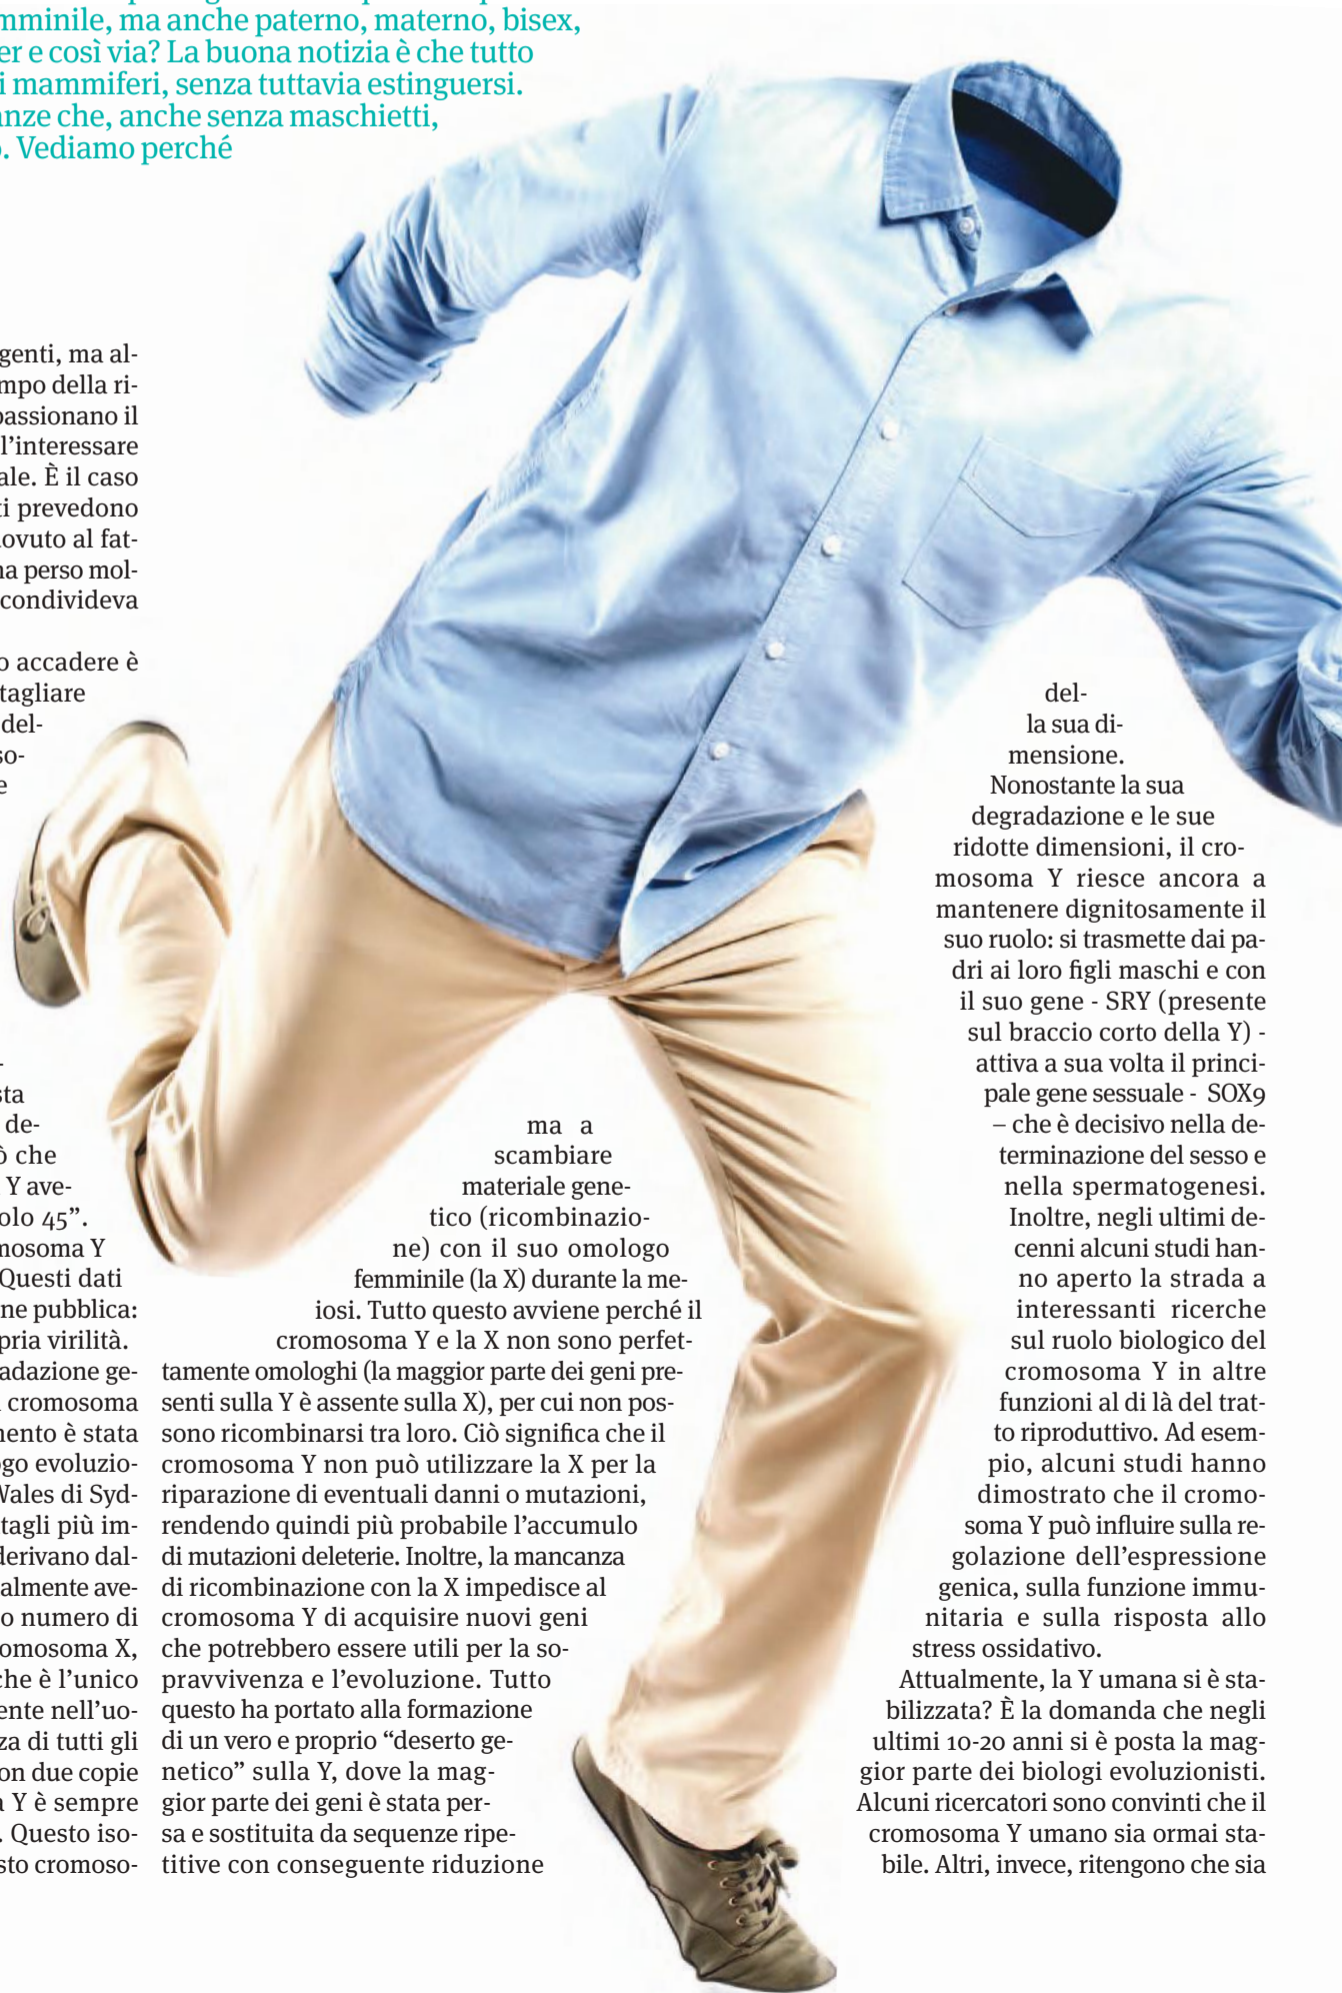 mminile, ma anche paterno, materno, bisex,
er e così via? La buona notizia è che tutto
i mammiferi, senza tuttavia estinguersi.
anze che, anche senza maschietti,
o. Vediamo perché
genti, ma al-
mpo della ri-
passionano il
l'interessare
ale. È il caso
ti prevedono
ovuto al fat-
na perso mol-
condivideva
o accadere è
tagliare
del-
so-
e
-
sta
de-
ò che
Y ave-
olo 45”.
mosoma Y
Questi dati
ne pubblica:
pria virilità.
adazione ge-
cromosoma
mento è stata
ogo evoluzio-
Wales di Syd-
tagli più im-
derivano dal-
almente ave-
o numero di
omosoma X,
che è l'unico
ente nell'uo-
za di tutti gli
on due copie
a Y è sempre
. Questo iso-
sto cromoso-
ma a
scambiare
materiale gene-
tico (ricombinazio-
ne) con il suo omologo
femminile (la X) durante la me-
iosi. Tutto questo avviene perché il
cromosoma Y e la X non sono perfet-
tamente omologhi (la maggior parte dei geni pre-
senti sulla Y è assente sulla X), per cui non pos-
sono ricombinarsi tra loro. Ciò significa che il
cromosoma Y non può utilizzare la X per la
riparazione di eventuali danni o mutazioni,
rendendo quindi più probabile l'accumulo
di mutazioni deleterie. Inoltre, la mancanza
di ricombinazione con la X impedisce al
cromosoma Y di acquisire nuovi geni
che potrebbero essere utili per la so-
pravvivenza e l'evoluzione. Tutto
questo ha portato alla formazione
di un vero e proprio “deserto ge-
netico” sulla Y, dove la mag-
gior parte dei geni è stata per-
sa e sostituita da sequenze ripe-
titive con conseguente riduzione
del-
la sua di-
mensione.
Nonostante la sua
degradazione e le sue
ridotte dimensioni, il cro-
mosoma Y riesce ancora a
mantenere dignitosamente il
suo ruolo: si trasmette dai pa-
dri ai loro figli maschi e con
il suo gene - SRY (presente
sul braccio corto della Y) -
attiva a sua volta il princi-
pale gene sessuale - SOX9
– che è decisivo nella de-
terminazione del sesso e
nella spermatogenesi.
Inoltre, negli ultimi de-
cenni alcuni studi han-
no aperto la strada a
interessanti ricerche
sul ruolo biologico del
cromosoma Y in altre
funzioni al di là del trat-
to riproduttivo. Ad esem-
pio, alcuni studi hanno
dimostrato che il cromo-
soma Y può influire sulla re-
golazione dell'espressione
genica, sulla funzione immu-
nitaria e sulla risposta allo
stress ossidativo.
Attualmente, la Y umana si è sta-
bilizzata? È la domanda che negli
ultimi 10-20 anni si è posta la mag-
gior parte dei biologi evoluzionisti.
Alcuni ricercatori sono convinti che il
cromosoma Y umano sia ormai sta-
bile. Altri, invece, ritengono che sia